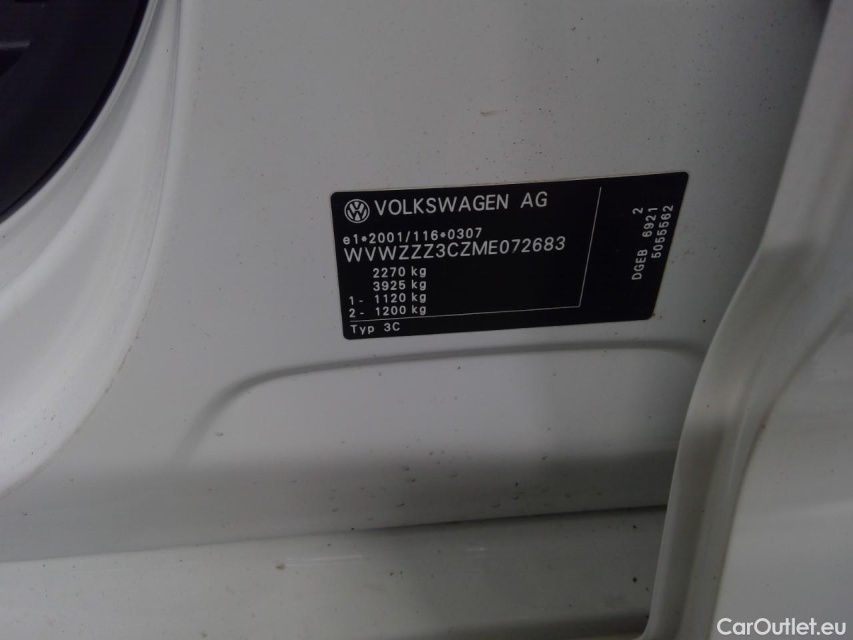 VOLKSWAGEN AG
e1*2001/116*0307
WVWZZZ3CZME072683
2270 kg
3925 kg
1- 1120 kg
2- 1200 kg
Typ 3C
2
DGEB 6921
5055562
CarOutlet.eu